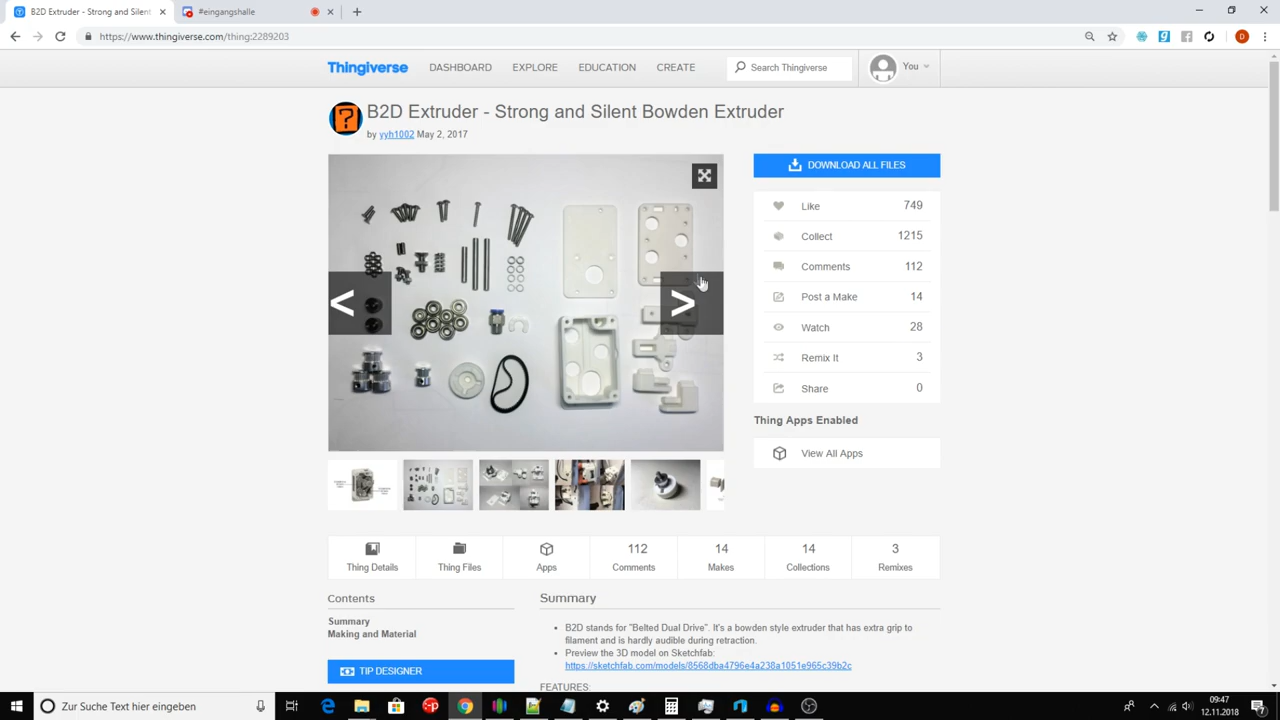 B2D Extruder - Strong and Silent
#eingangshalle
https://www.thingiverse.com/thing:2289203
Thingiverse
DASHBOARD
EXPLORE
EDUCATION
CREATE
Search Thingiverse
You
B2D Extruder - Strong and Silent Bowden Extruder
by yyh1002 May 2, 2017
DOWNLOAD ALL FILES
Like 749
Collect 1215
Comments 112
Post a Make 14
Watch 28
Remix It 3
Share 0
Thing Apps Enabled
View All Apps
< >
Thing Details
Thing Files
Apps
112 Comments
14 Makes
14 Collections
3 Remixes
Contents
Summary
Making and Material
TIP DESIGNER
Summary
B2D stands for "Belted Dual Drive". It's a bowden style extruder that has extra grip to
filament and is hardly audible during retraction.
Preview the 3D model on Sketchfab:
https://sketchfab.com/models/8568dba4796e4a238a1051e965c39b2c
FEATURES:
Zur Suche Text hier eingeben
09:47
12.11.2018